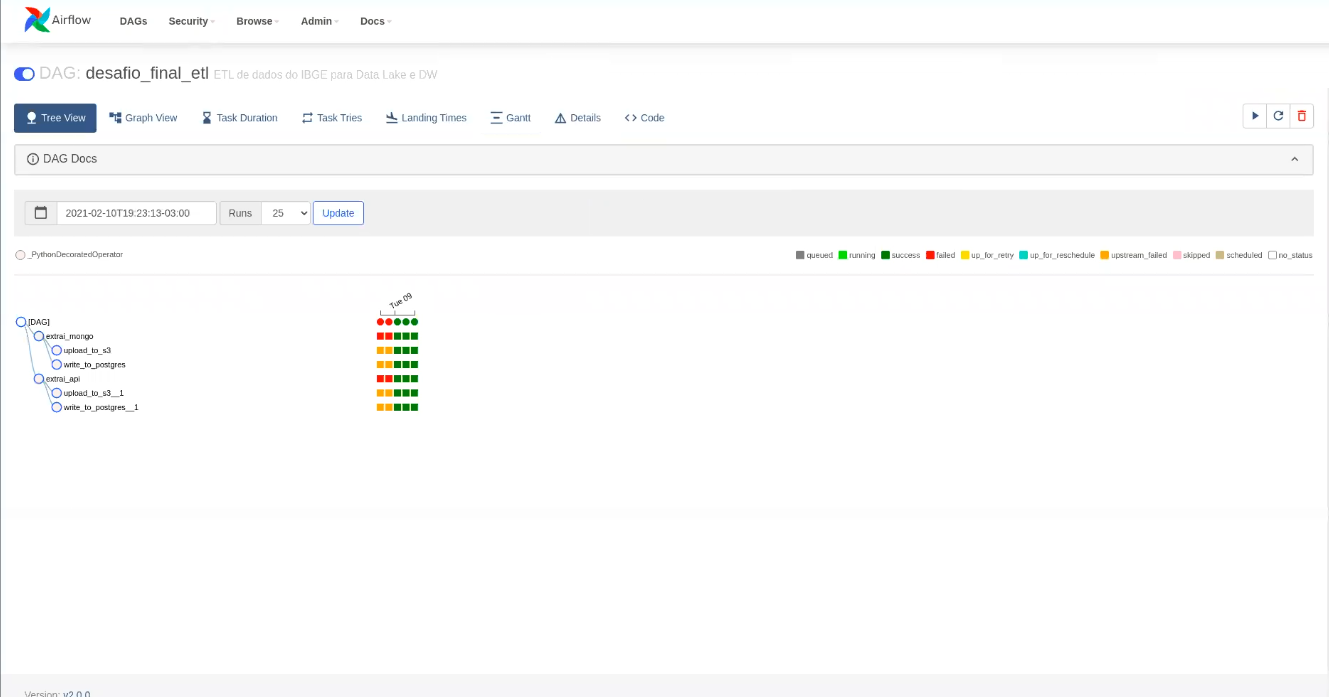 Airflow DAGs Security Browse Admin Docs
DAG: desafio_final_etl ETL de dados do IBGE para Data Lake e DW
Tree View Graph View Task Duration Task Tries Landing Times Gantt Details Code
DAG Docs
2021-02-10T19:23:13-03:00 Runs 25 Update
_PythonDecoratedOperator queued running success failed up_for_retry up_for_reschedule upstream_failed skipped scheduled no_status
Tue 09
[DAG]
extrai_mongo
upload_to_s3
write_to_postgres
extrai_api
upload_to_s3__1
write_to_postgres__1
Version: v2.0.0